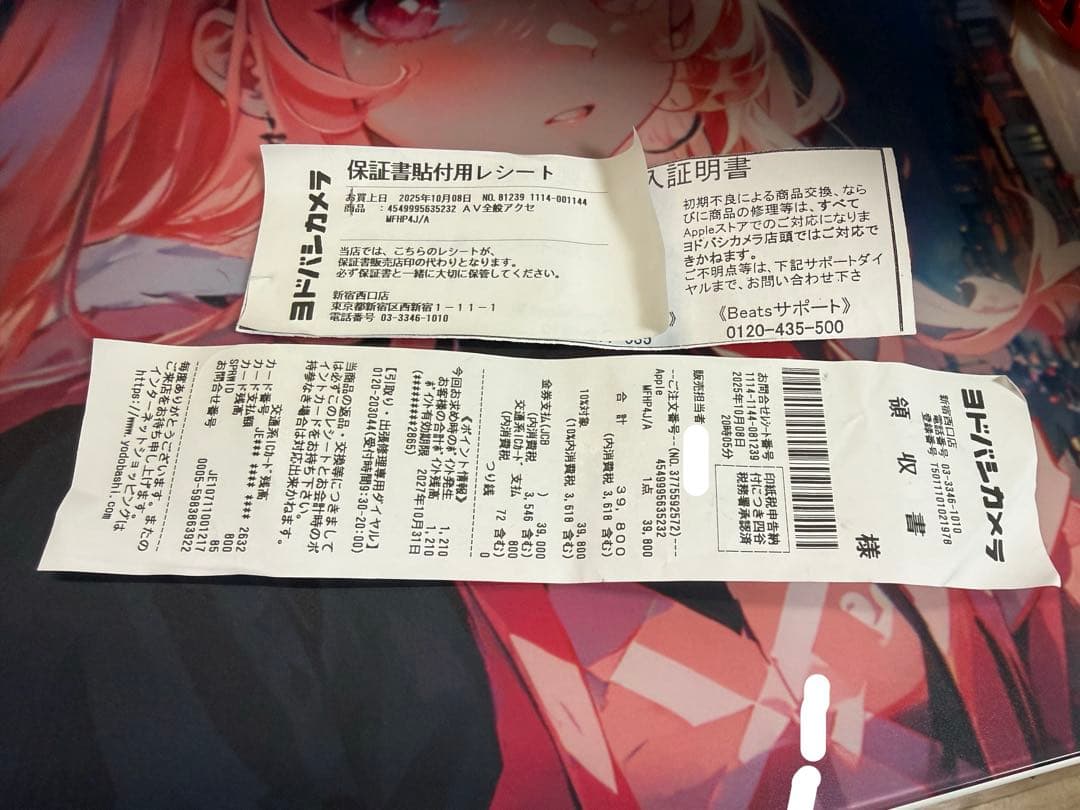 ヨドバシカメラ
保証書貼付用レシート
お買上日 2025年10月08日 NO.81239 1114-001144
商品 :4549995635232 AV全般アクセ
MFHP4J/A
当店では、こちらのレシートが、
保証書販売店印の代わりとなります。
必ず保証書と一緒に大切に保管してください。
新宿西口店
東京都新宿区西新宿1-11-1
電話番号 03-3346-1010
入証明書
初期不良による商品交換、なら
びに商品の修理等は、すべて
Appleストアでのご対応になりま
ヨドバシカメラ店頭ではご対応で
きかねます。
ご不明点等は、下記サポートダイ
ヤルまで、お問い合わせ下さ
《Beatsサポート》
0120-435-500
ヨドバシカメラ
新宿西口店
電話番号 03-3346-1010
登録番号 T5011101021978
領収書
様
お問合せレシート番号
1114-1144-081239
2025年10月08日 20時05分
印紙税申告納
付につき四谷
税務署承認済
販売担当者
--ご注文番号--(NO.3775592572)---
Apple 4549995635232
MFHP4J/A 1点 39,800
合計 39,800
(内消費税 3,618 含む)
10%対象 39,800
(10%内消費税 3,618 含む)
金券支払(JCB ) 39,000
(内消費税 3,546 含む)
交通系ICカード 支払 800
(内消費税 72 含む)
つり銭 0
《ポイント情報》
今回お求め時のポイント発生 1,210
お客様の合計ポイント残高 1,210
ポイント有効期限 2027年10月31日
(*********2865)
【引取り・出張修理専用ダイヤル】
0120-203044(受付時間9:30-20:00)
当商品の返品・交換等につきまして
は必ずこのレシートとお会計時のポ
イントカードをお持ち下さい。
持参なき場合は対応出来かねます。
交通系ICカード残高
カード番号 JE*** **** **** 2632
カード支払額 800
カード残高 85
SPRWID JE10711001217
お問合せ番号 0005-5983863922
毎度ありがとうございます。またの
ご来店をお待ち申し上げます。
インターネットショッピングは
https://www.yodobashi.com